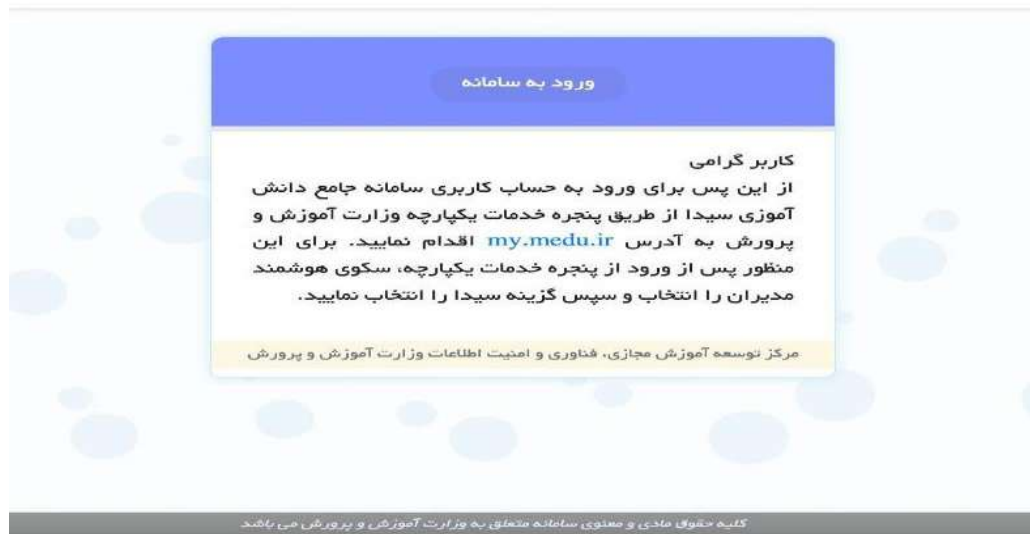 ورود به سامانه
کاربر گرامی
از این پس برای ورود به حساب کاربری سامانه جامع دانش
آموزی سیدا از طریق پنجره خدمات یکپارچه وزارت آموزش و
پرورش به آدرس my.medu.ir اقدام نمایید. برای این
منظور پس از ورود از پنجره خدمات یکپارچه، سکوی هوشمند
مدیران را انتخاب و سپس گزینه سیدا را انتخاب نمایید.
مرکز توسعه آموزش مجازی، فناوری و امنیت اطلاعات وزارت آموزش و پرورش
کلیه حقوق مادی و معنوی سامانه متعلق به وزارت آموزش و پرورش می باشد